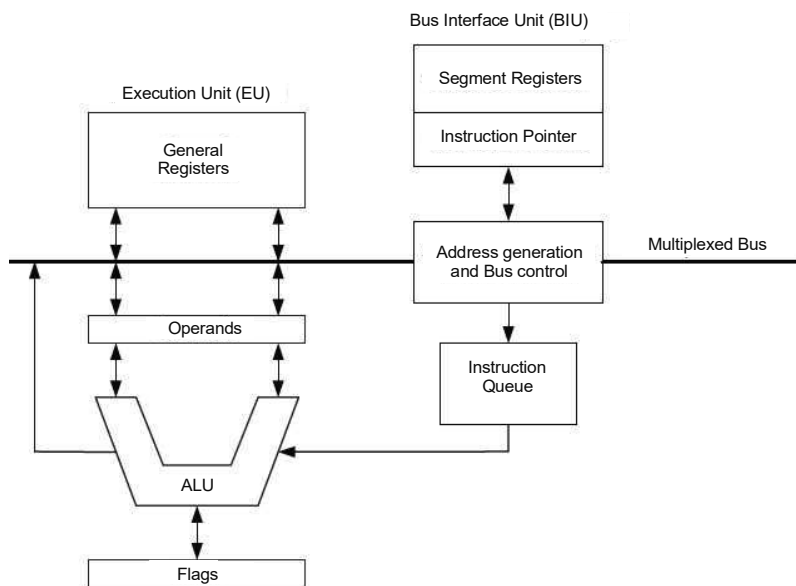 Bus Interface Unit (BIU)
Segment Registers
Execution Unit (EU)
Instruction Pointer
General
Registers
Address generation
and Bus control
Multiplexed Bus
Operands
Instruction
Queue
ALU
Flags